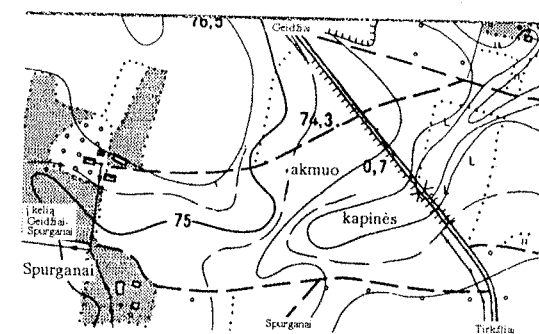 76,5
Geidžiai
74,3
akmuo
0,7
kapinės
į kelią
Geidžiai-
Spurganai
75
Spurganai
Spurganai
Tirkšliai